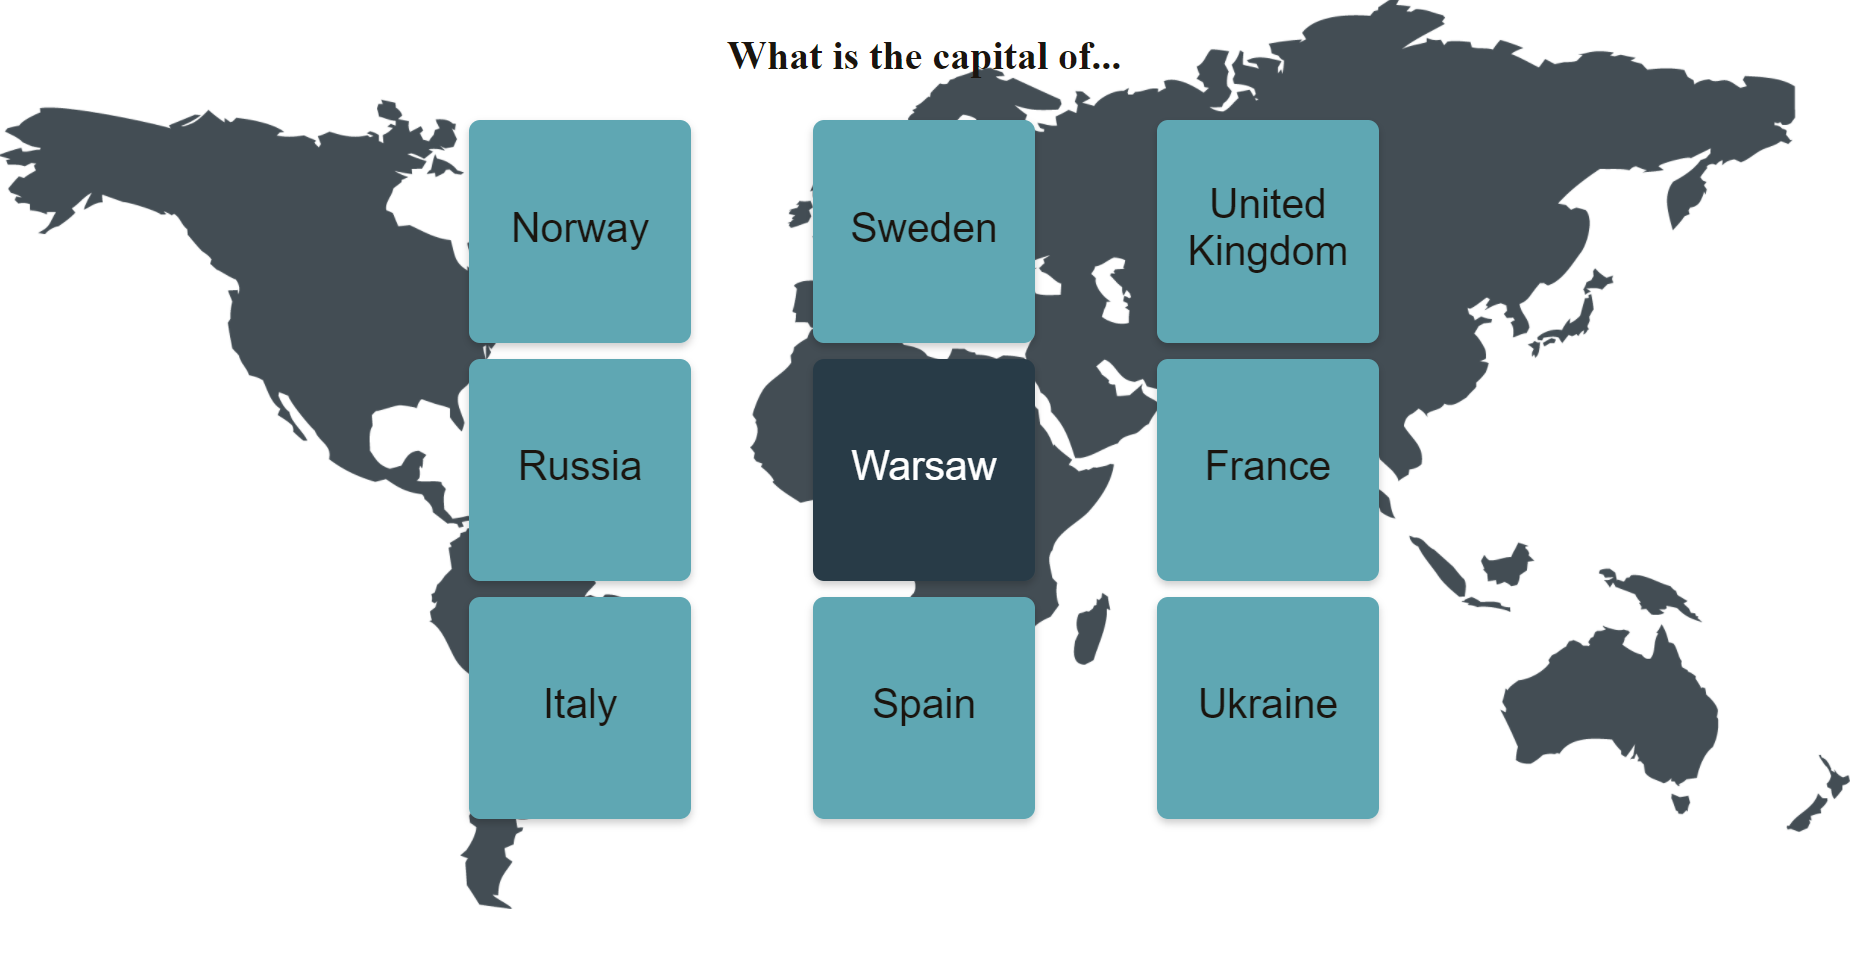 What is the capital of...
Norway
Sweden
United
Kingdom
Russia
Warsaw
France
Italy
Spain
Ukraine